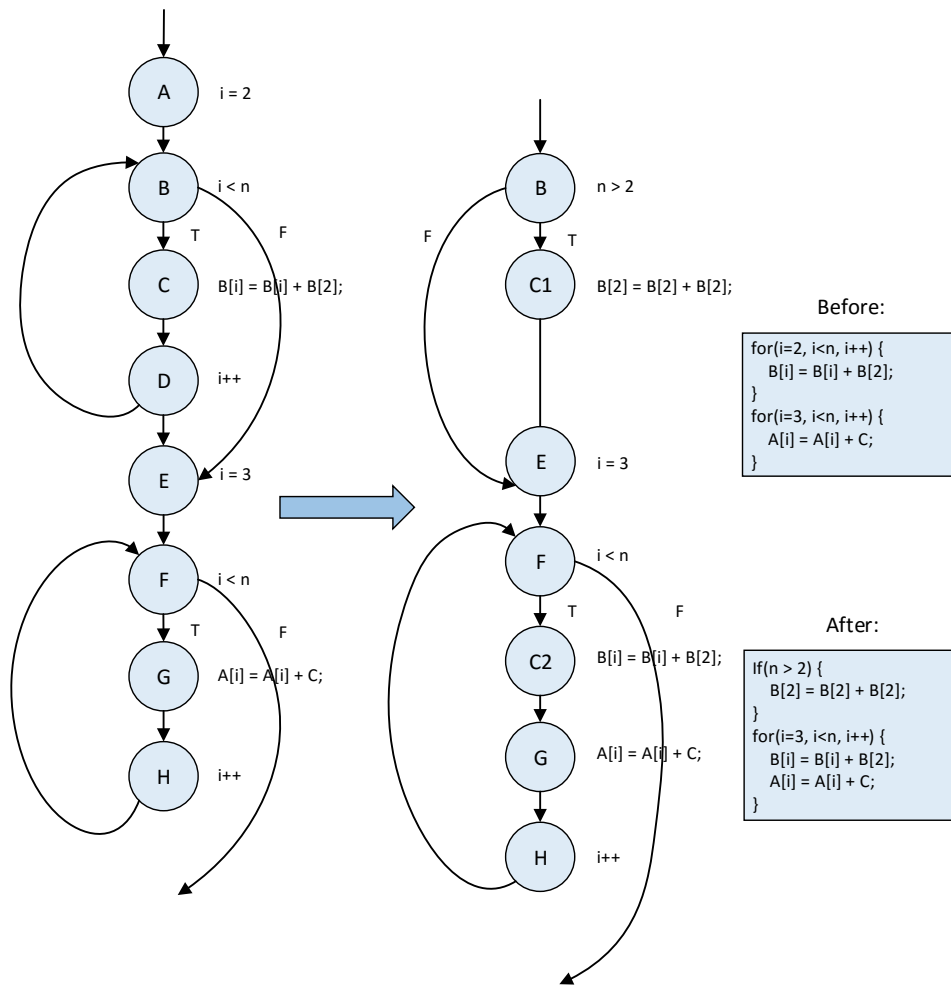 A
i = 2
B
i < n
T
F
C
B[i] = B[i] + B[2];
D
i++
E
i = 3
F
i < n
T
F
G
A[i] = A[i] + C;
H
i++
B
n > 2
F
T
C1
B[2] = B[2] + B[2];
E
i = 3
F
i < n
T
F
C2
B[i] = B[i] + B[2];
G
A[i] = A[i] + C;
H
i++
Before:
for(i=2, i<n, i++) {
B[i] = B[i] + B[2];
}
for(i=3, i<n, i++) {
A[i] = A[i] + C;
}
After:
If(n > 2) {
B[2] = B[2] + B[2];
}
for(i=3, i<n, i++) {
B[i] = B[i] + B[2];
A[i] = A[i] + C;
}